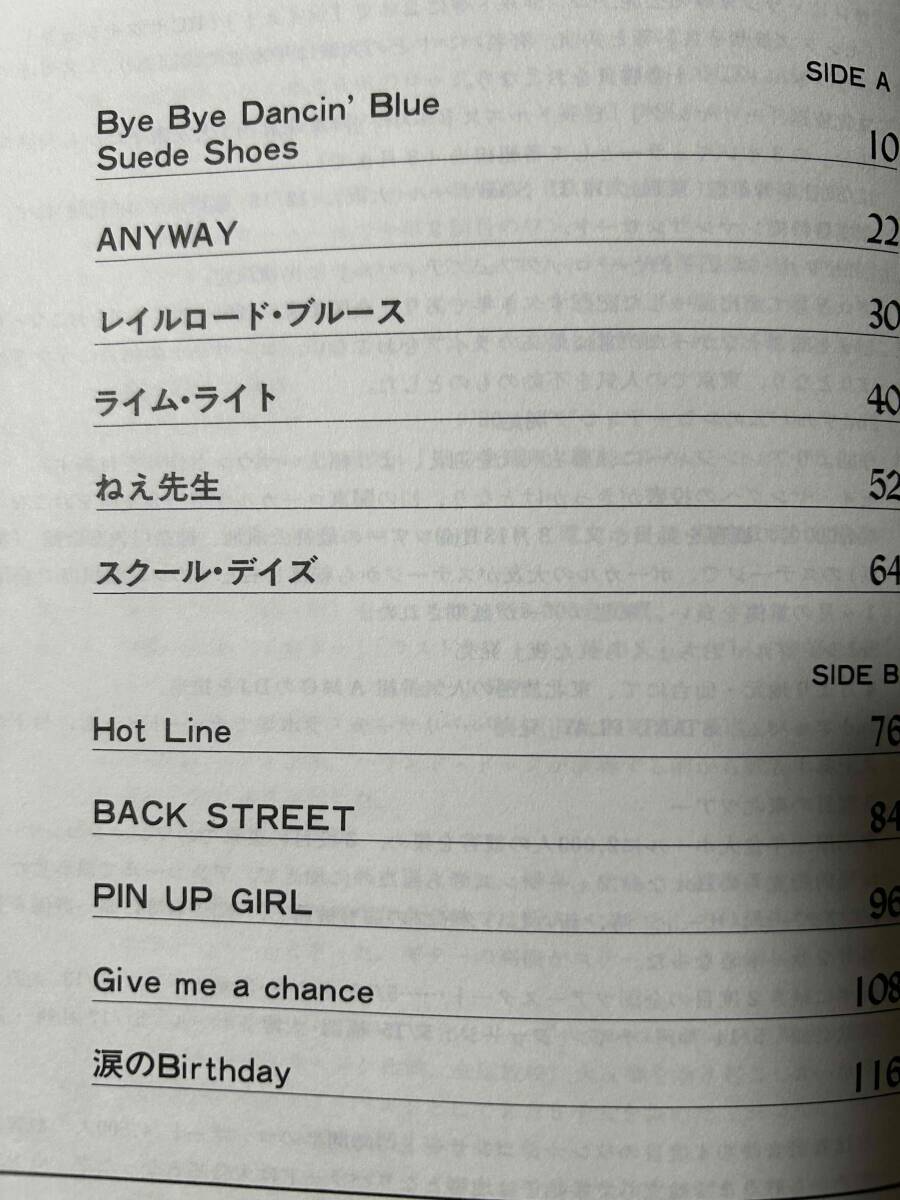 SIDE A
Bye Bye Dancin' Blue
Suede Shoes 10
ANYWAY 22
レイルロード・ブルース 30
ライム・ライト 40
ねえ先生 52
スクール・デイズ 64
SIDE B
Hot Line 76
BACK STREET 84
PIN UP GIRL 96
Give me a chance 108
涙のBirthday 116